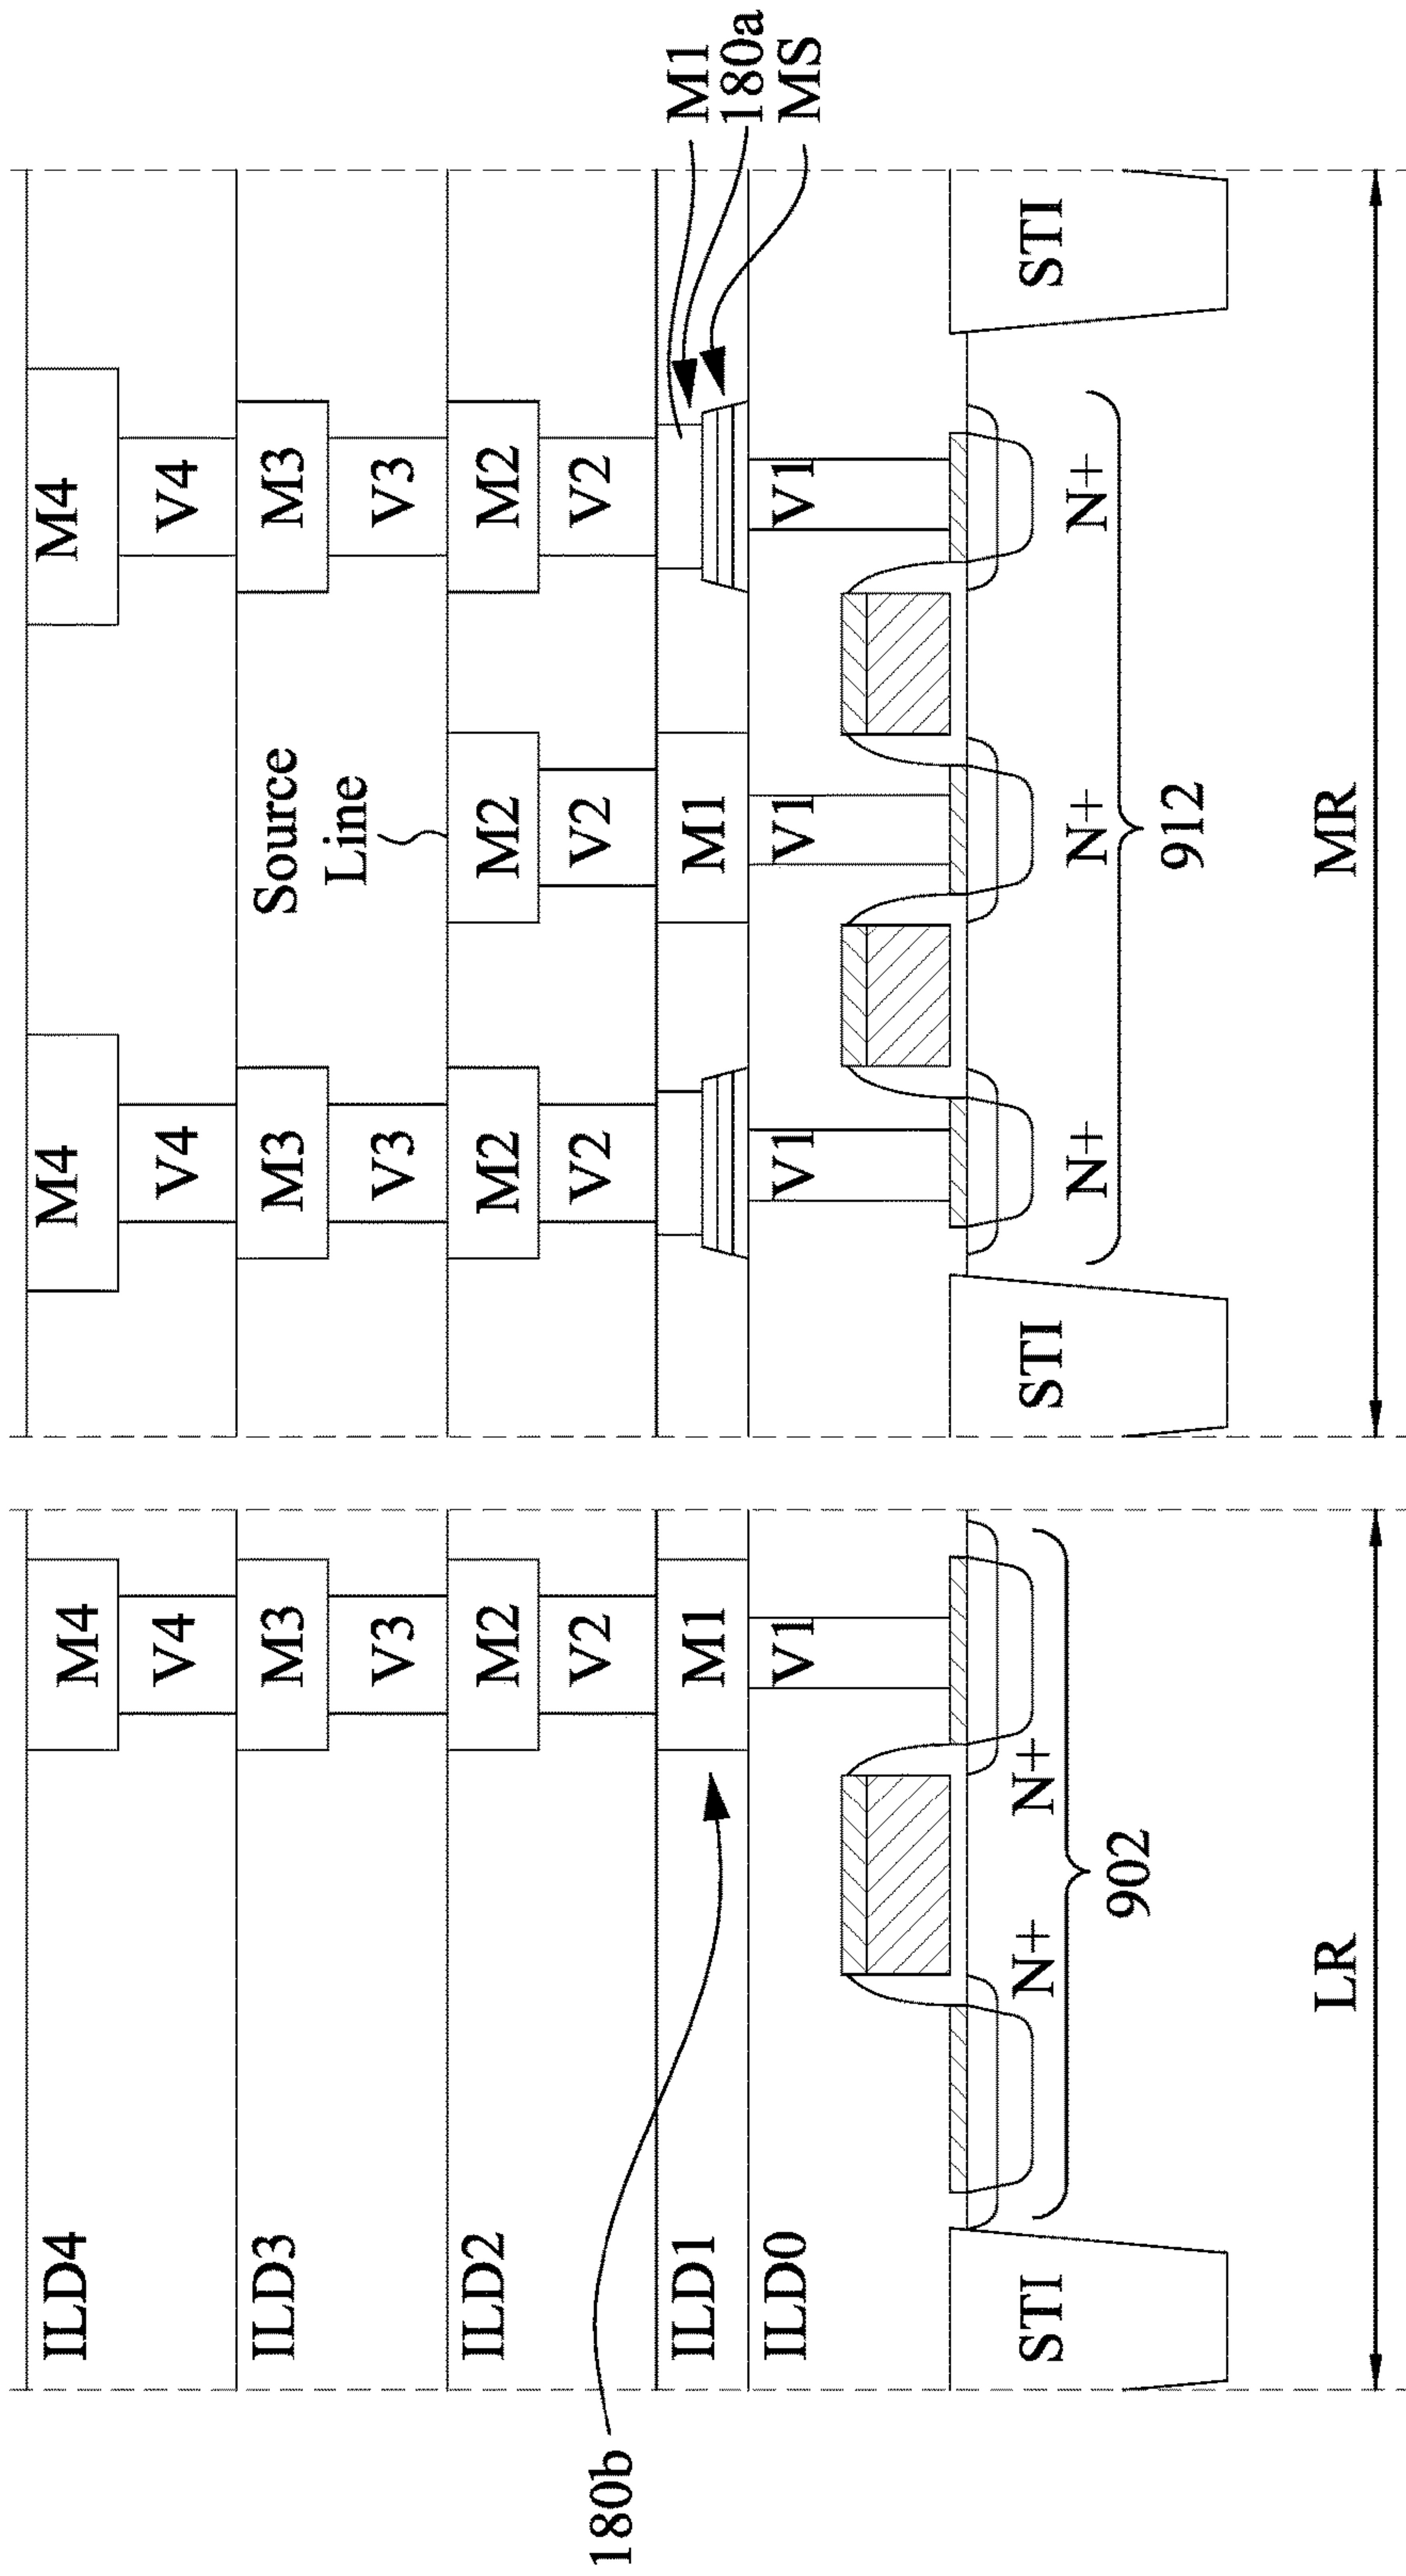 ILD4 M4 M4 M4
V4 V4 V4
ILD3 M3 M3 Source M3
V3 V3 Line V3
ILD2 M2 M2 M2 M2
180b V2 V2 V2 V2
ILD1 M1 M1 M1
180a
ILD0 V1 V1 V1 V1 MS
STI N+ N+ STI STI
N+ N+ N+
902 912
LR MR